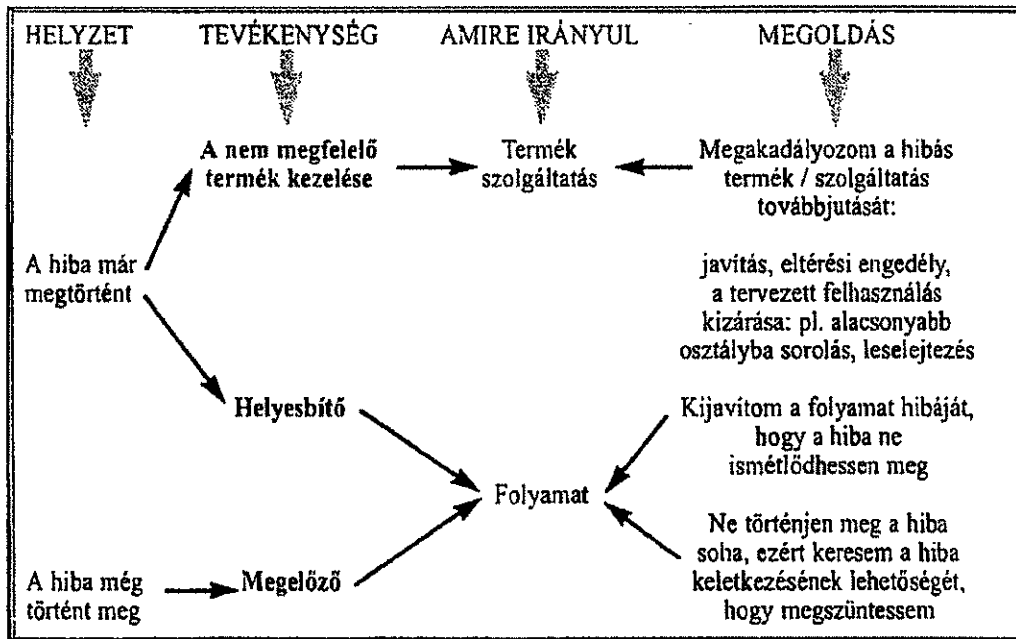 HELYZET TEVÉKENYSÉG AMIRE IRÁNYUL MEGOLDÁS
A nem megfelelő
termék kezelése
Termék
szolgáltatás
Megakadályozom a hibás
termék / szolgáltatás
továbbjutását:
A hiba már
megtörtént
javítás, eltérési engedély,
a tervezett felhasználás
kizárása: pl. alacsonyabb
osztályba sorolás, leselejtezés
Helyesbítő
Kijavítom a folyamat hibáját,
hogy a hiba ne
ismétlődhessen meg
Folyamat
A hiba még
történt meg
Megelőző
Ne történjen meg a hiba
soha, ezért keresem a hiba
keletkezésének lehetőségét,
hogy megszüntessem